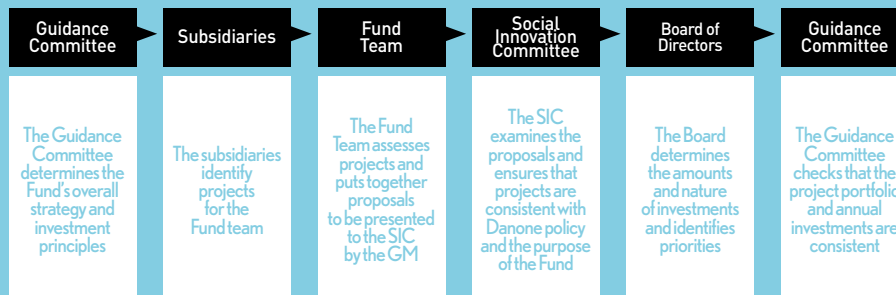 Guidance
Committee
Subsidiaries
Fund
Team
Social
Innovation
Committee
Board of
Directors
Guidance
Committee
The Guidance
Committee
determines the
Fund's overall
strategy and
investment
principles
The subsidiaries
identify
projects
for the
Fund team
The Fund
Team assesses
projects and
puts together
proposals
to be presented
to the SIC
by the GM
The SIC
examines the
proposals and
ensures that
projects are
consistent with
Danone policy
and the purpose
of the Fund
The Board
determines
the amounts
and nature
of investments
and identifies
priorities
The Guidance
Committee
checks that the
project portfolio
and annual
investments are
consistent